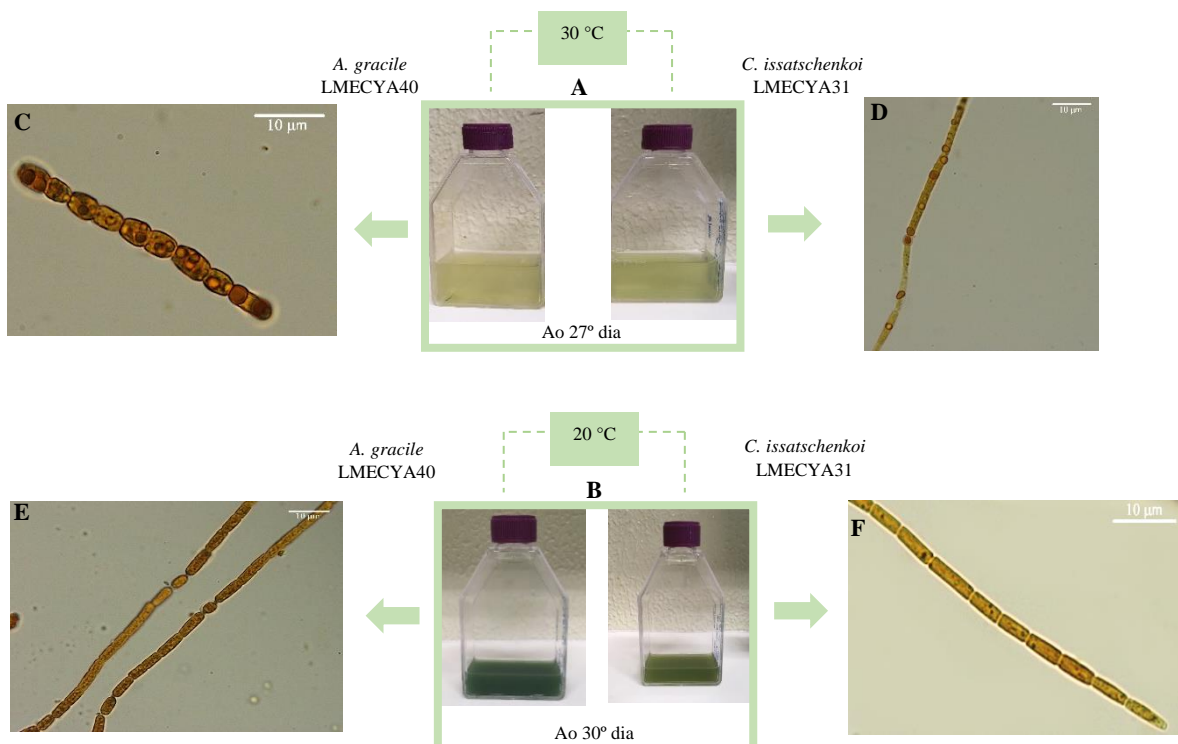 30 °C
A. gracile
LMECYA40
A
C. issatschenkoi
LMECYA31
C
10 µm
D
10 µm
Ao 27º dia
20 °C
A. gracile
LMECYA40
B
C. issatschenkoi
LMECYA31
E
10 µm
F
10 µm
Ao 30º dia